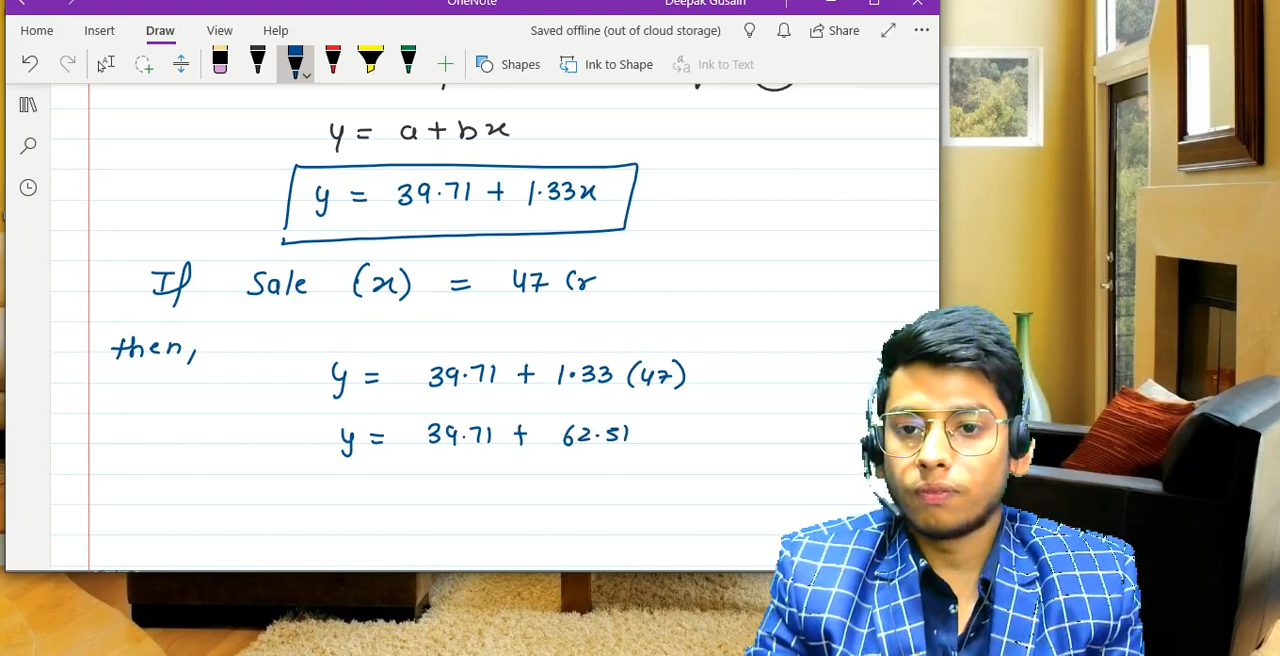 OneNote
Deepak Gusain
Home Insert Draw View Help
Saved offline (out of cloud storage)
Share
Shapes
Ink to Shape
Ink to Text
y = a + bx
y = 39.71 + 1.33x
If Sale (x) = 47 Cr
then,
y = 39.71 + 1.33 (47)
y = 39.71 + 62.51